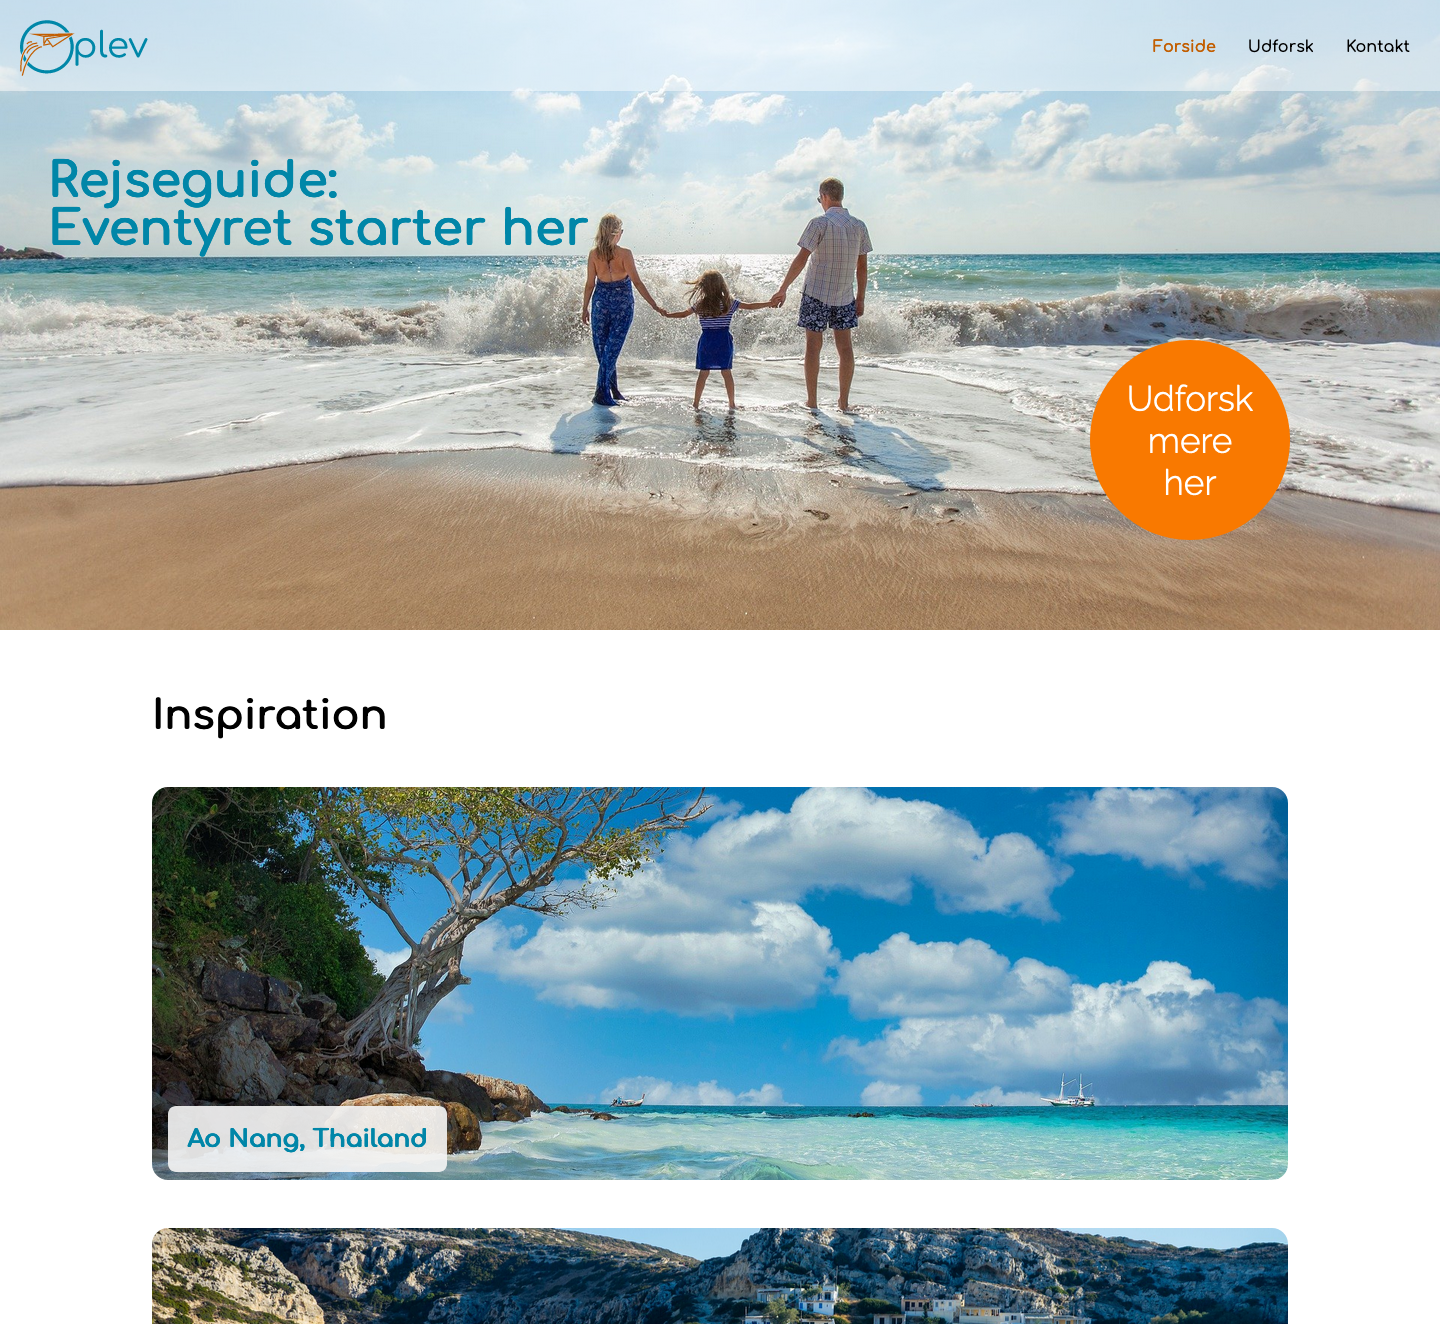 Oplev
Forside Udforsk Kontakt
Rejseguide:
Eventyret starter her
Udforsk
mere
her
Inspiration
Ao Nang, Thailand